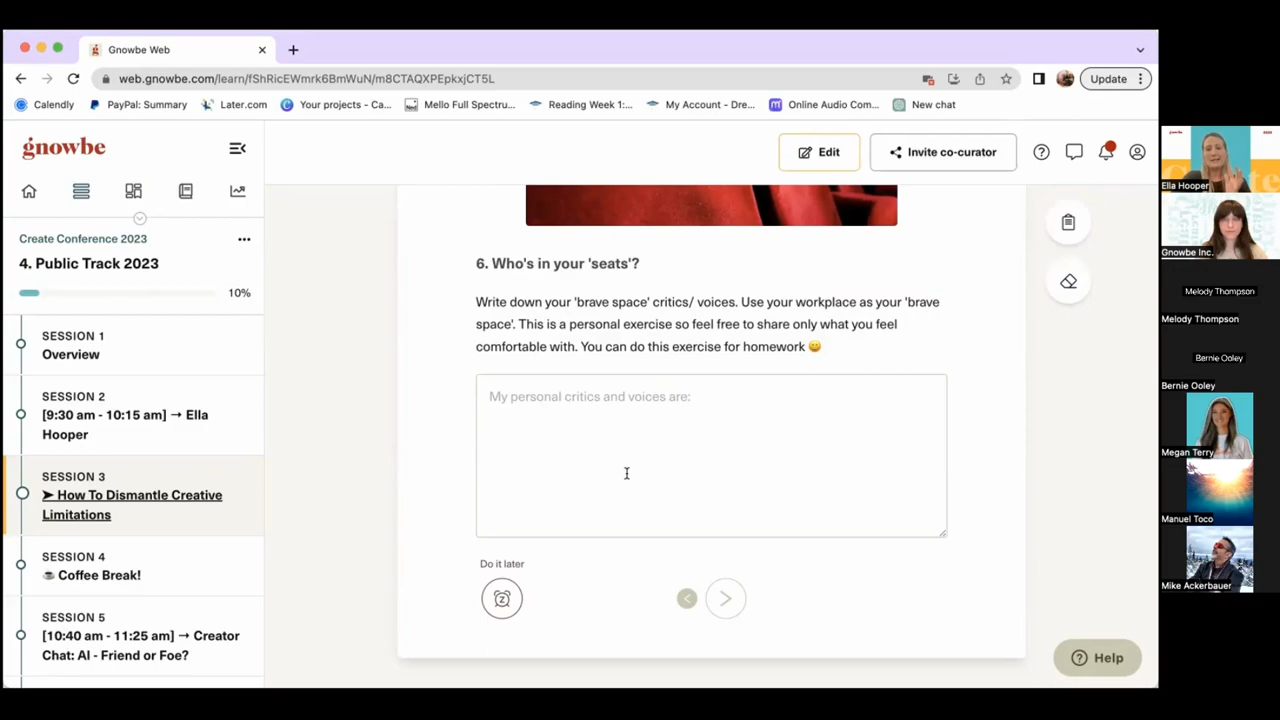 Gnowbe Web
web.gnowbe.com/learn/fShRicEWmrk6BmWuN/m8CTAQXPEpkxjCT5L
Update
Calendly
PayPal: Summary
Later.com
Your projects - Ca...
Mello Full Spectru...
Reading Week 1:...
My Account - Dre...
Online Audio Com...
New chat
gnowbe
Edit
Invite co-curator
Create Conference 2023
4. Public Track 2023
10%
SESSION 1
Overview
SESSION 2
[9:30 am - 10:15 am] → Ella
Hooper
SESSION 3
➤ How To Dismantle Creative
Limitations
SESSION 4
☕ Coffee Break!
SESSION 5
[10:40 am - 11:25 am] → Creator
Chat: AI - Friend or Foe?
6. Who's in your 'seats'?
Write down your 'brave space' critics/ voices. Use your workplace as your 'brave
space'. This is a personal exercise so feel free to share only what you feel
comfortable with. You can do this exercise for homework 😄
My personal critics and voices are:
Do it later
Help
Ella Hooper
Gnowbe Inc.
Melody Thompson
Melody Thompson
Bernie Ooley
Bernie Ooley
Megan Terry
Manuel Toco
Mike Ackerbauer